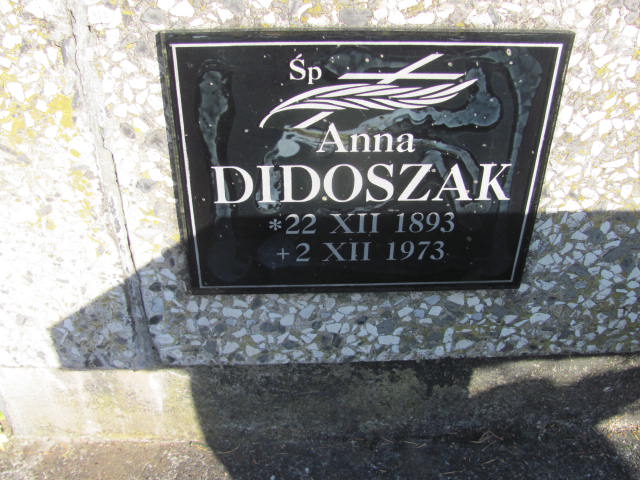 Śp
Anna
DIDOSZAK
*22 XII 1893
+2 XII 1973